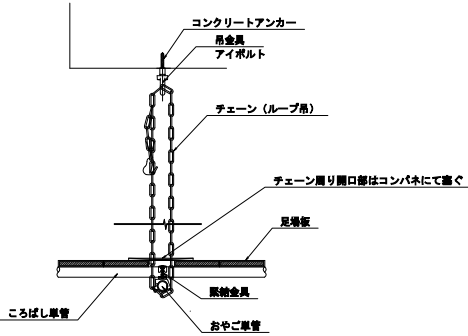 コンクリートアンカー
吊金具
アイボルト
チェーン（ループ吊）
チェーン周り開口部はコンパネにて塞ぐ
足場板
緊結金具
ころばし単管
おやご単管